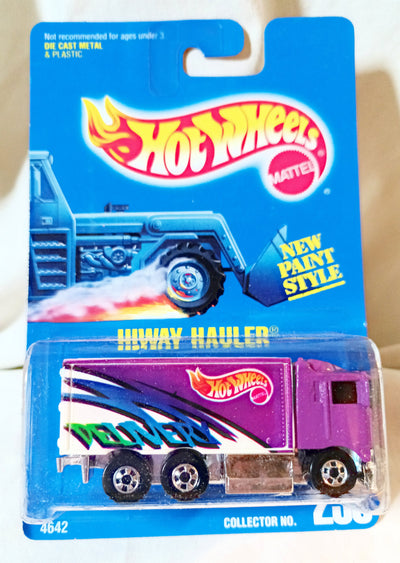 Not recommended for ages under 3.
DIE CAST METAL
& PLASTIC
HOT WHEELS
MATTEL
NEW
PAINT
STYLE
HIWAY HAULER®
HOT WHEELS
MATTEL
DELIVERY
4642
COLLECTOR NO.